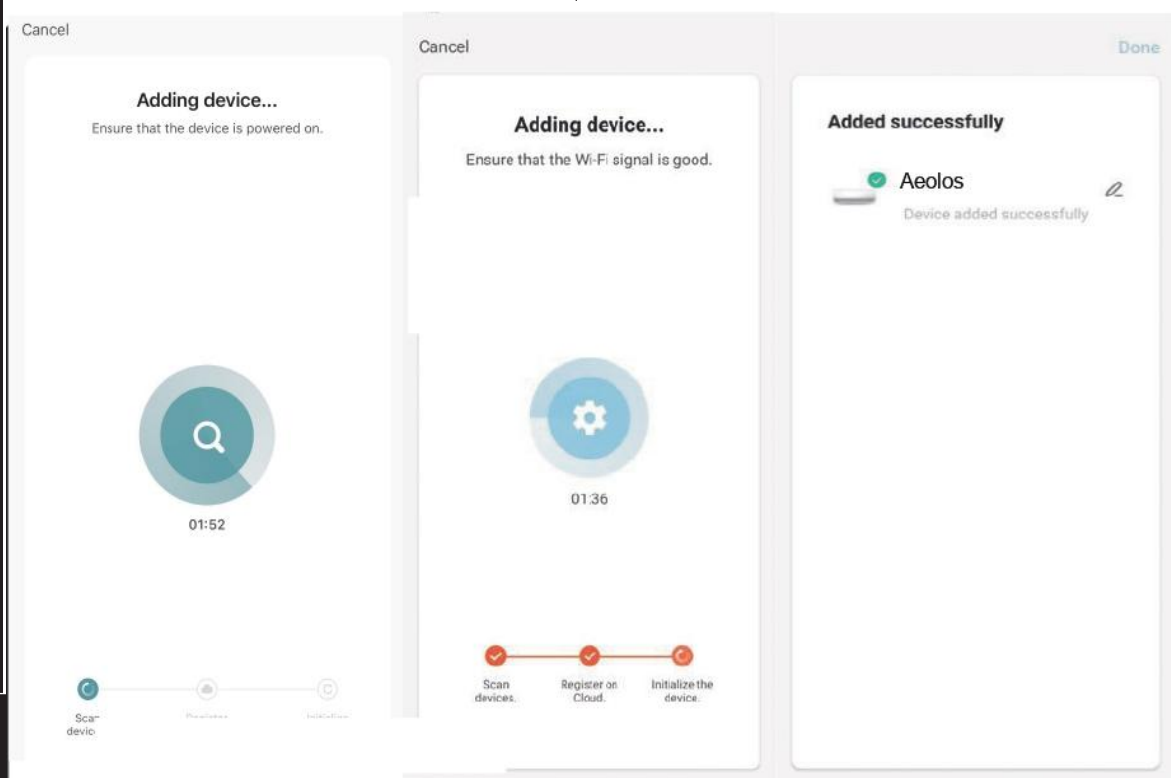 Cancel
Adding device...
Ensure that the device is powered on.
01:52
Cancel
Adding device...
Ensure that the Wi-Fi signal is good.
01:36
Scan
devices.
Register on
Cloud.
Initialize the
device.
Done
Added successfully
Aeolos
Device added successfully